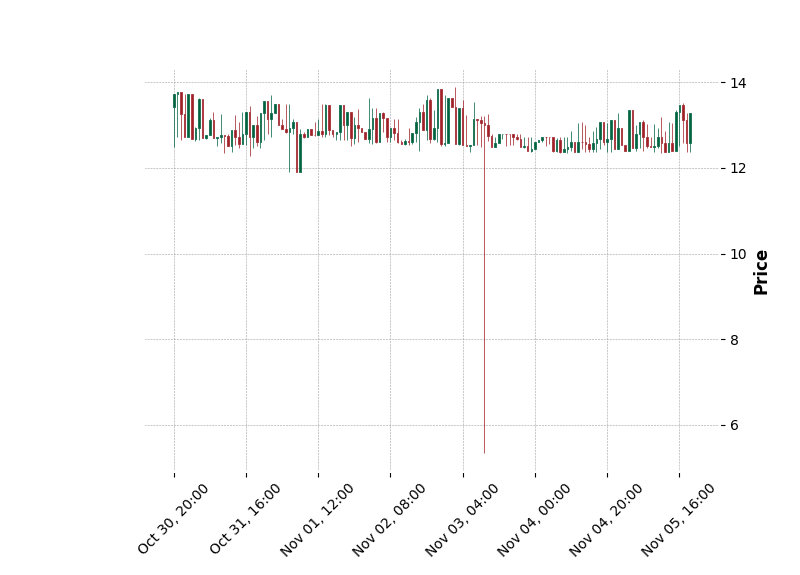 14
12
10
8
6
Price
Oct 30, 20:00
Oct 31, 16:00
Nov 01, 12:00
Nov 02, 08:00
Nov 03, 04:00
Nov 04, 00:00
Nov 04, 20:00
Nov 05, 16:00